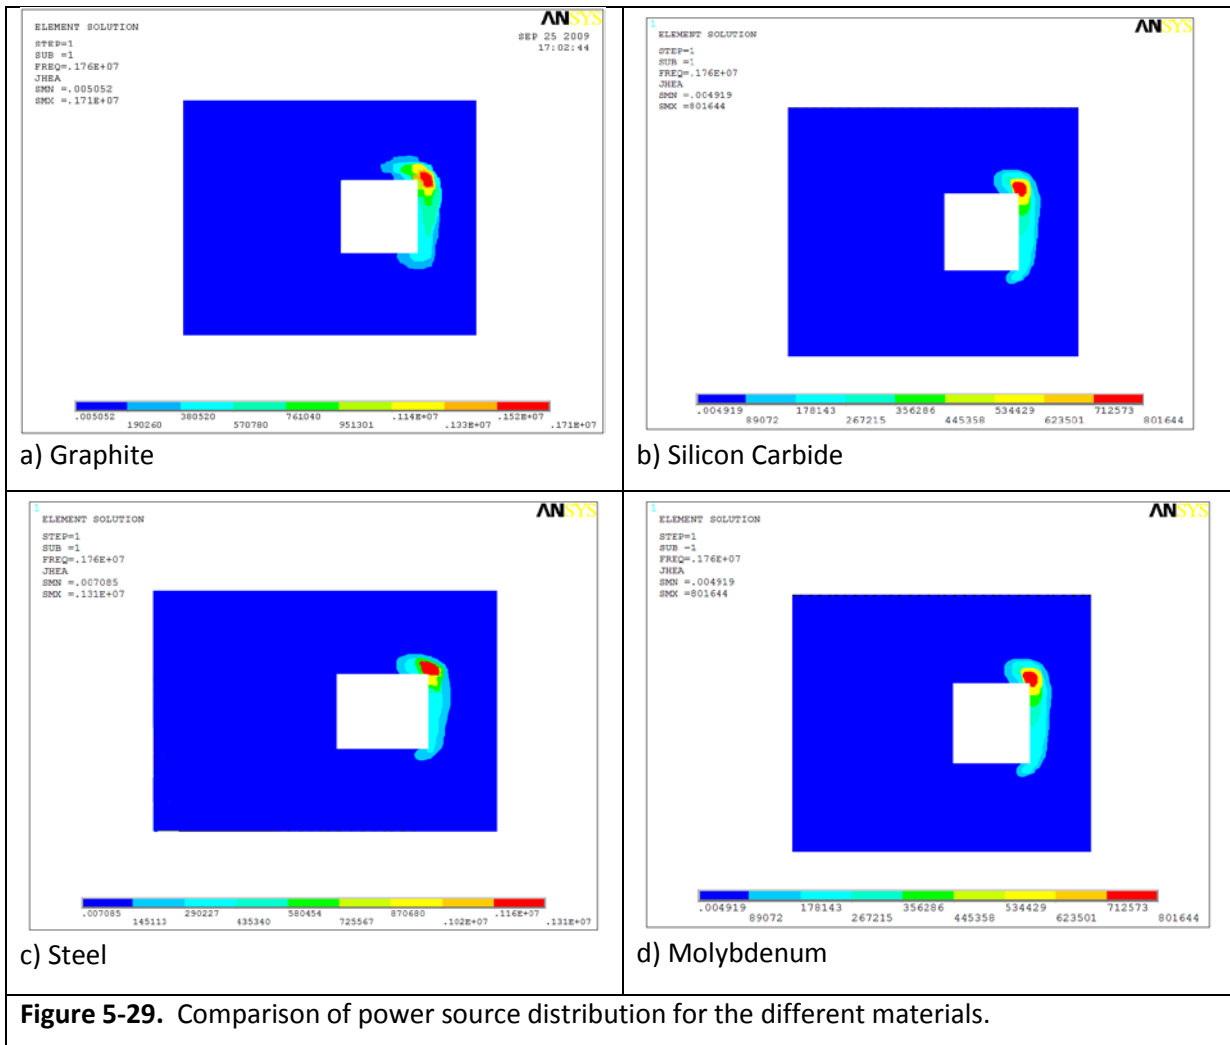 ELEMENT SOLUTION
STEP=1
SUB =1
FREQ=.176E+07
JHEA
SMN =.005052
SMX =.171E+07
ANSYS
SEP 25 2009
17:02:44
.005052 380520 761040 .114E+07 .152E+07
190260 570780 951301 .133E+07 .171E+07
a) Graphite
1
ELEMENT SOLUTION
STEP=1
SUB =1
FREQ=.176E+07
JHEA
SMN =.004919
SMX =801644
ANSYS
.004919 178143 356286 534429 712573
89072 267215 445358 623501 801644
b) Silicon Carbide
1
ELEMENT SOLUTION
STEP=1
SUB =1
FREQ=.176E+07
JHEA
SMN =.007085
SMX =.131E+07
ANSYS
.007085 290227 580454 870680 .116E+07
145113 435340 725567 .102E+07 .131E+07
c) Steel
1
ELEMENT SOLUTION
STEP=1
SUB =1
FREQ=.176E+07
JHEA
SMN =.004919
SMX =801644
ANSYS
.004919 178143 356286 534429 712573
89072 267215 445358 623501 801644
d) Molybdenum
Figure 5-29. Comparison of power source distribution for the different materials.